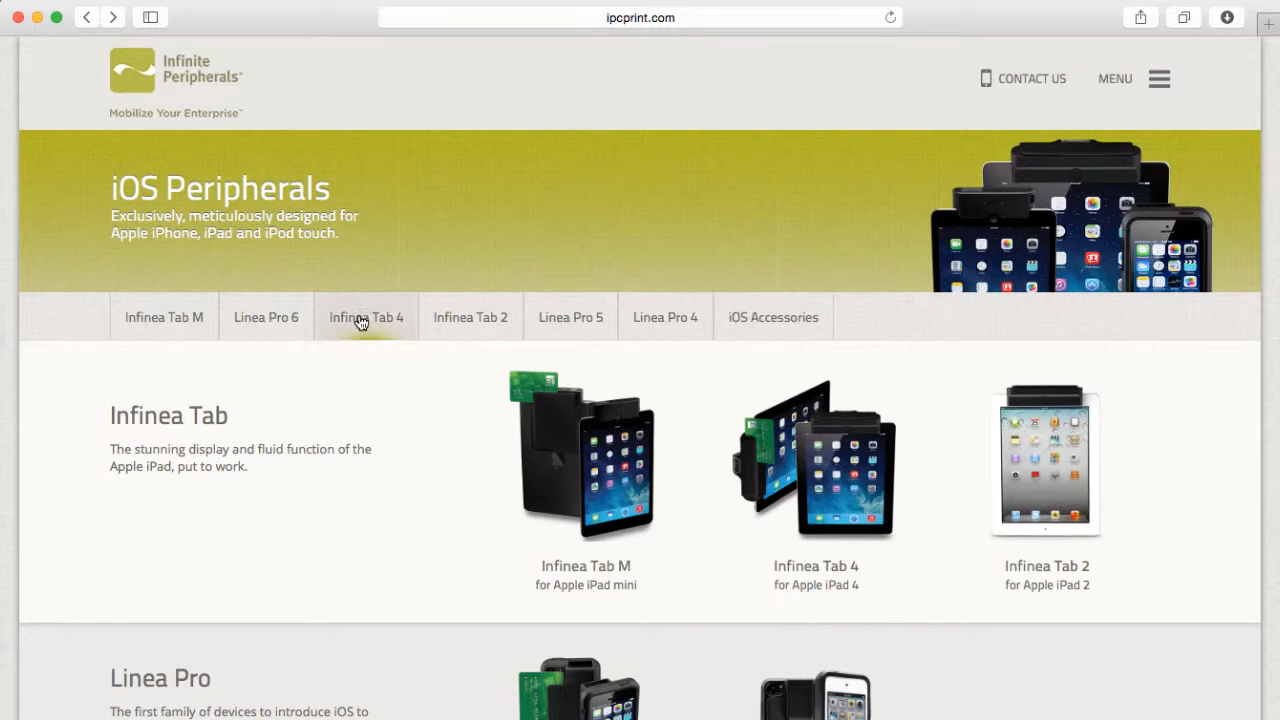 ipcprint.com
Infinite
Peripherals®
Mobilize Your Enterprise™
CONTACT US
MENU
iOS Peripherals
Exclusively, meticulously designed for
Apple iPhone, iPad and iPod touch.
Infinea Tab M
Linea Pro 6
Infinea Tab 4
Infinea Tab 2
Linea Pro 5
Linea Pro 4
iOS Accessories
Infinea Tab
The stunning display and fluid function of the
Apple iPad, put to work.
Infinea Tab M
for Apple iPad mini
Infinea Tab 4
for Apple iPad 4
Infinea Tab 2
for Apple iPad 2
Linea Pro
The first family of devices to introduce iOS to